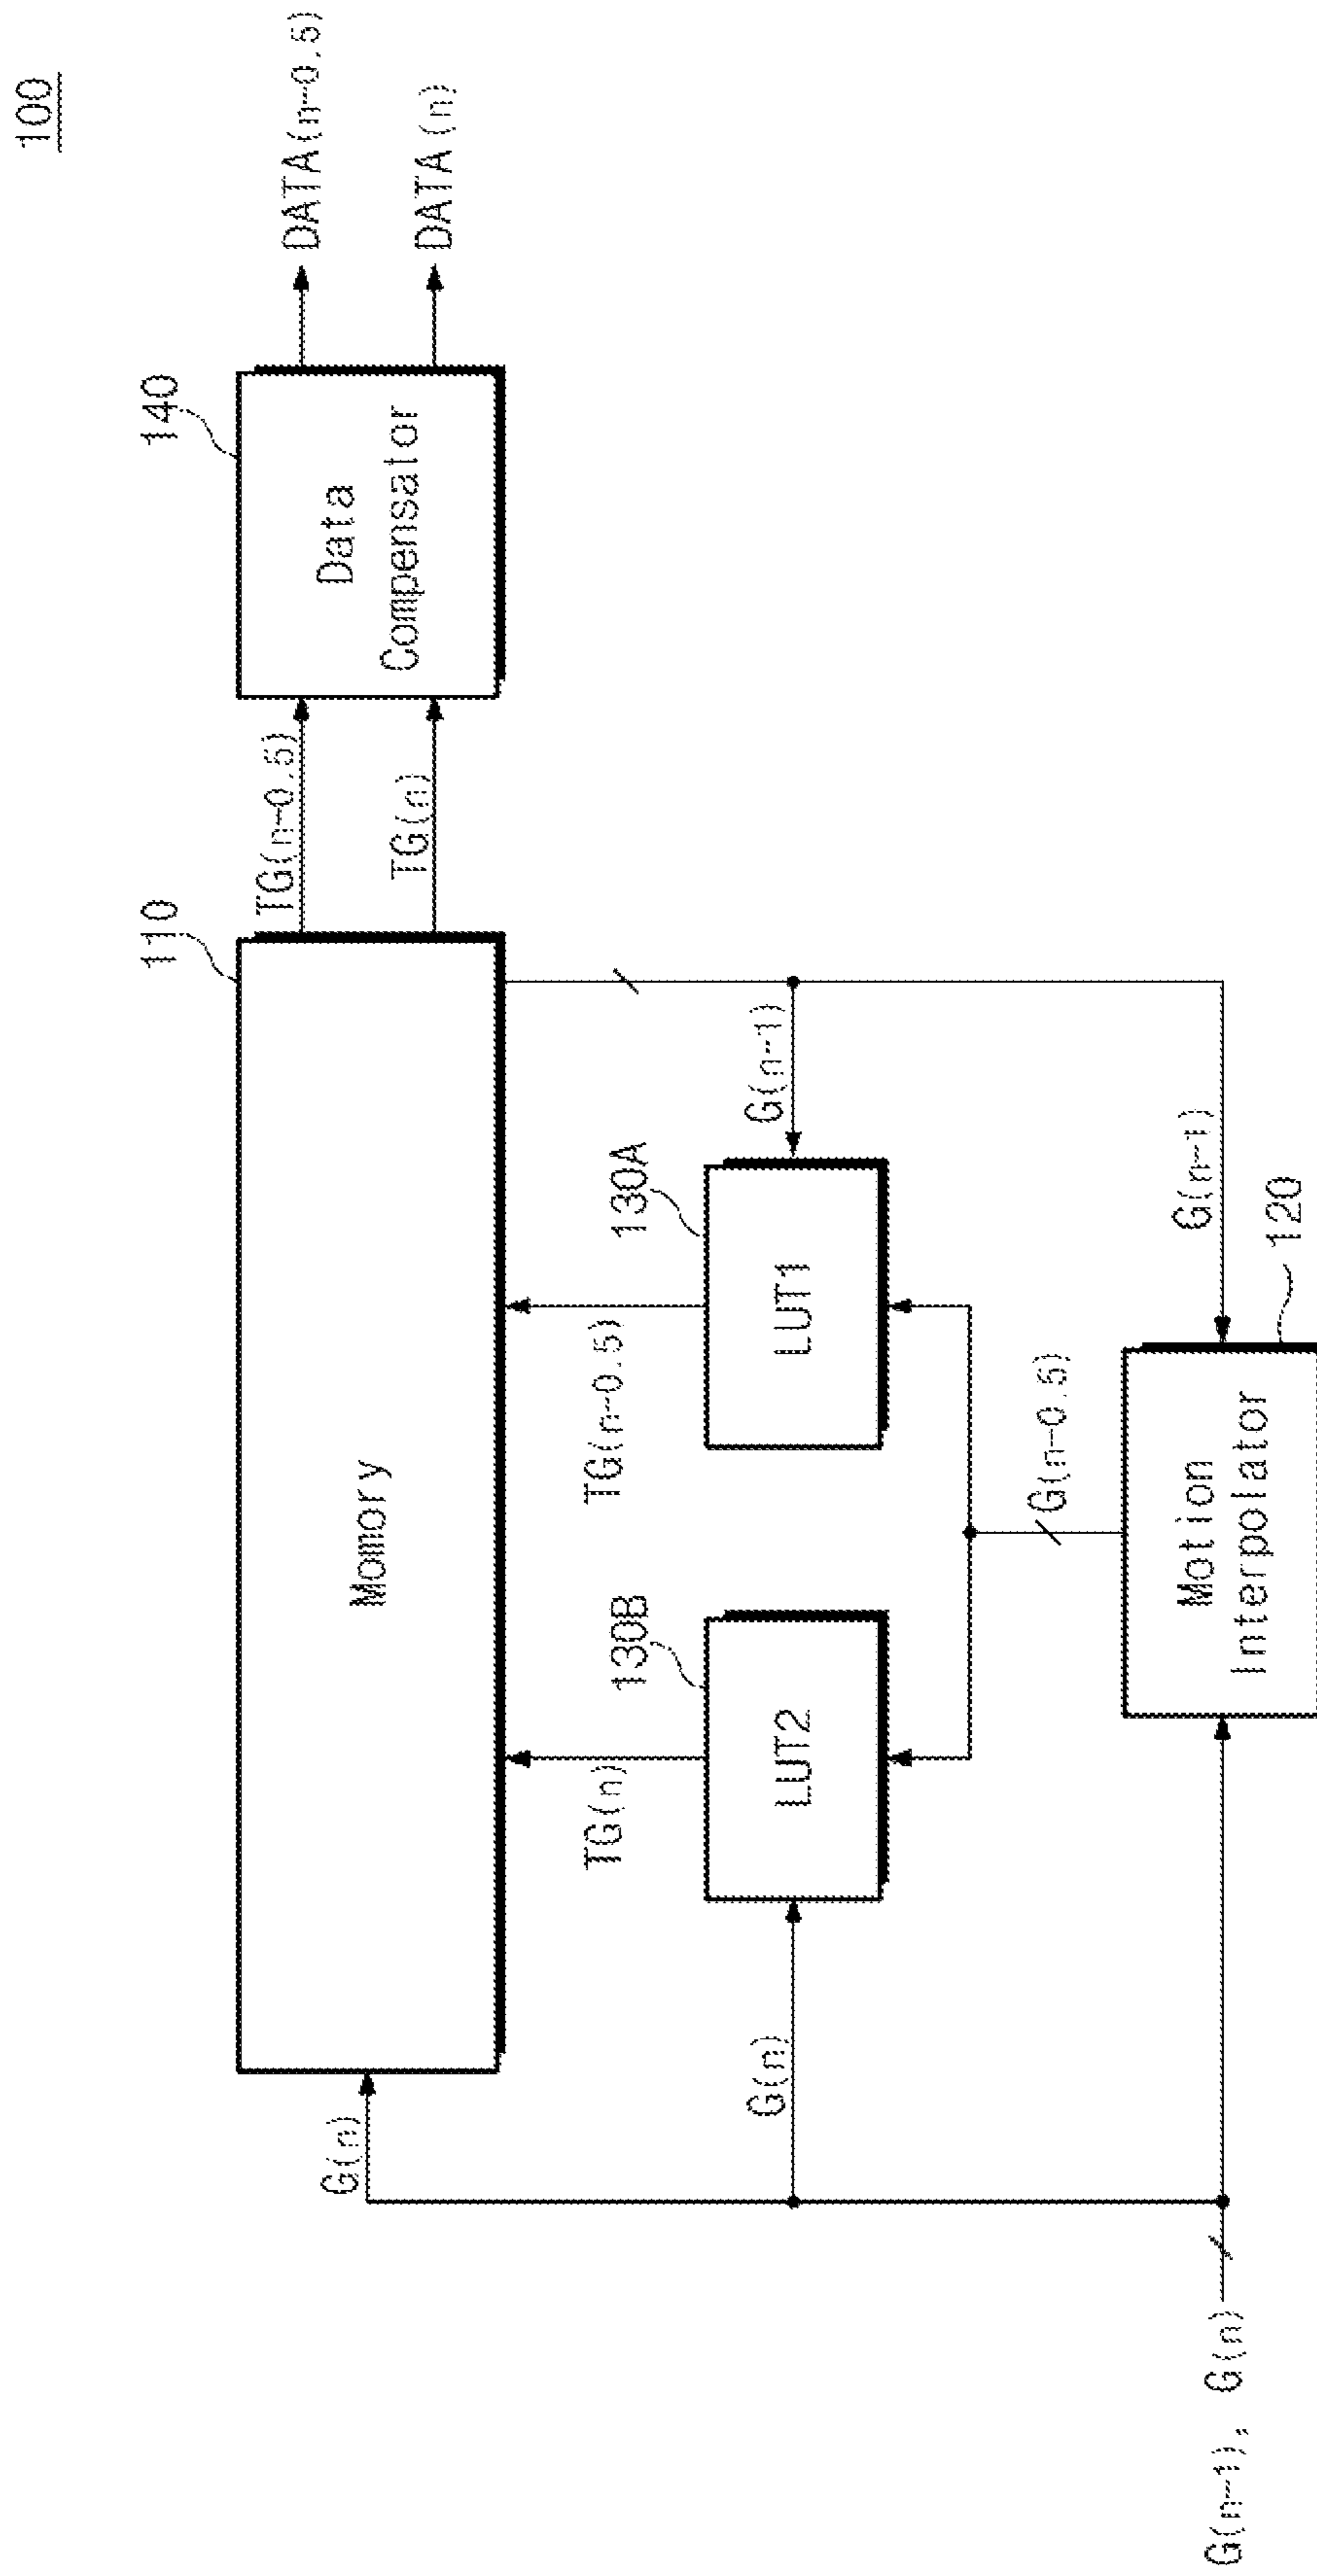 100
110
Momory
G(n)
TG(n-0.5)
TG(n)
140
Data
Compensator
DATA(n-0.5)
DATA(n)
TG(n)
TG(n-0.5)
130B
LUT2
130A
LUT1
G(n)
G(n-1)
G(n-0.5)
Motion
Interpolator
120
G(n-1)
G(n-1), G(n)